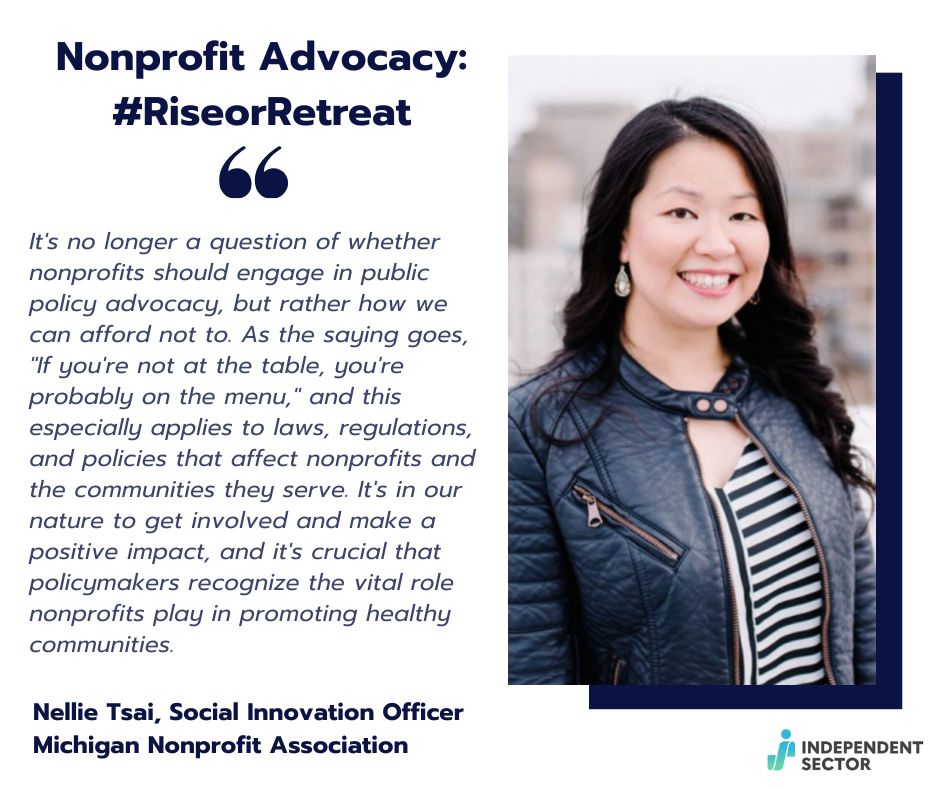 Nonprofit Advocacy:
#RiseorRetreat
“
It's no longer a question of whether
nonprofits should engage in public
policy advocacy, but rather how we
can afford not to. As the saying goes,
"If you're not at the table, you're
probably on the menu," and this
especially applies to laws, regulations,
and policies that affect nonprofits and
the communities they serve. It's in our
nature to get involved and make a
positive impact, and it's crucial that
policymakers recognize the vital role
nonprofits play in promoting healthy
communities.
Nellie Tsai, Social Innovation Officer
Michigan Nonprofit Association
INDEPENDENT
SECTOR